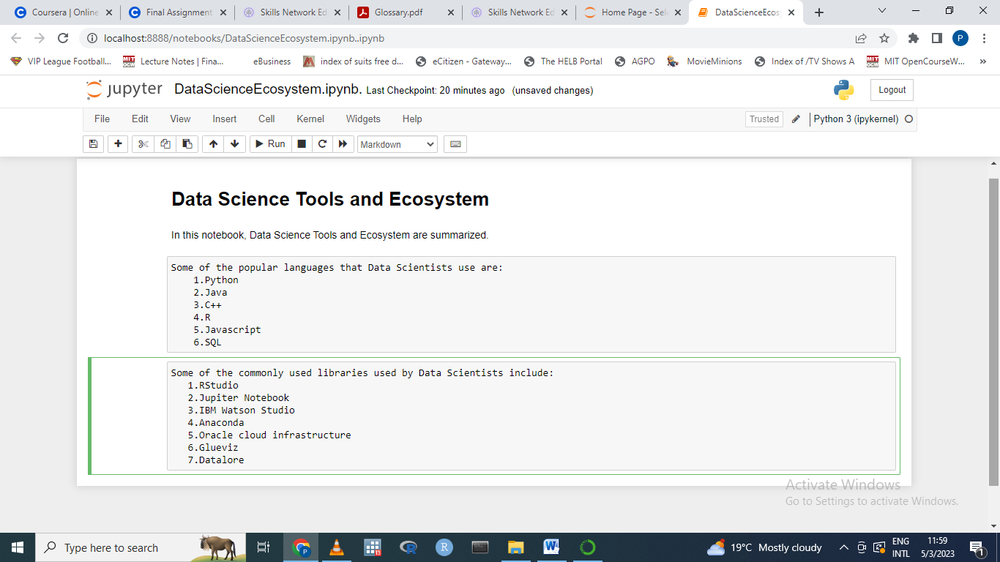 Coursera | Online
Final Assignment
Skills Network Ed
Glossary.pdf
Skills Network Ed
Home Page - Sel
DataScienceEcos
localhost:8888/notebooks/DataScienceEcosystem.ipynb..ipynb
P
VIP League Football...
MIT OCW
Lecture Notes | Fina...
eBusiness
index of suits free d...
eCitizen - Gateway...
The HELB Portal
AGPO
MovieMinions
Index of /TV Shows A
MIT OCW
MIT OpenCourseW...
»
jupyter DataScienceEcosystem.ipynb. Last Checkpoint: 20 minutes ago (unsaved changes)
Logout
File Edit View Insert Cell Kernel Widgets Help
Trusted
Python 3 (ipykernel)
Run
Markdown
Data Science Tools and Ecosystem
In this notebook, Data Science Tools and Ecosystem are summarized.
Some of the popular languages that Data Scientists use are:
1.Python
2.Java
3.C++
4.R
5.Javascript
6.SQL
Some of the commonly used libraries used by Data Scientists include:
1.RStudio
2.Jupiter Notebook
3.IBM Watson Studio
4.Anaconda
5.Oracle cloud infrastructure
6.Glueviz
7.Datalore
Activate Windows
Go to Settings to activate Windows.
Type here to search
19°C Mostly cloudy
ENG
INTL
11:59
5/3/2023
1